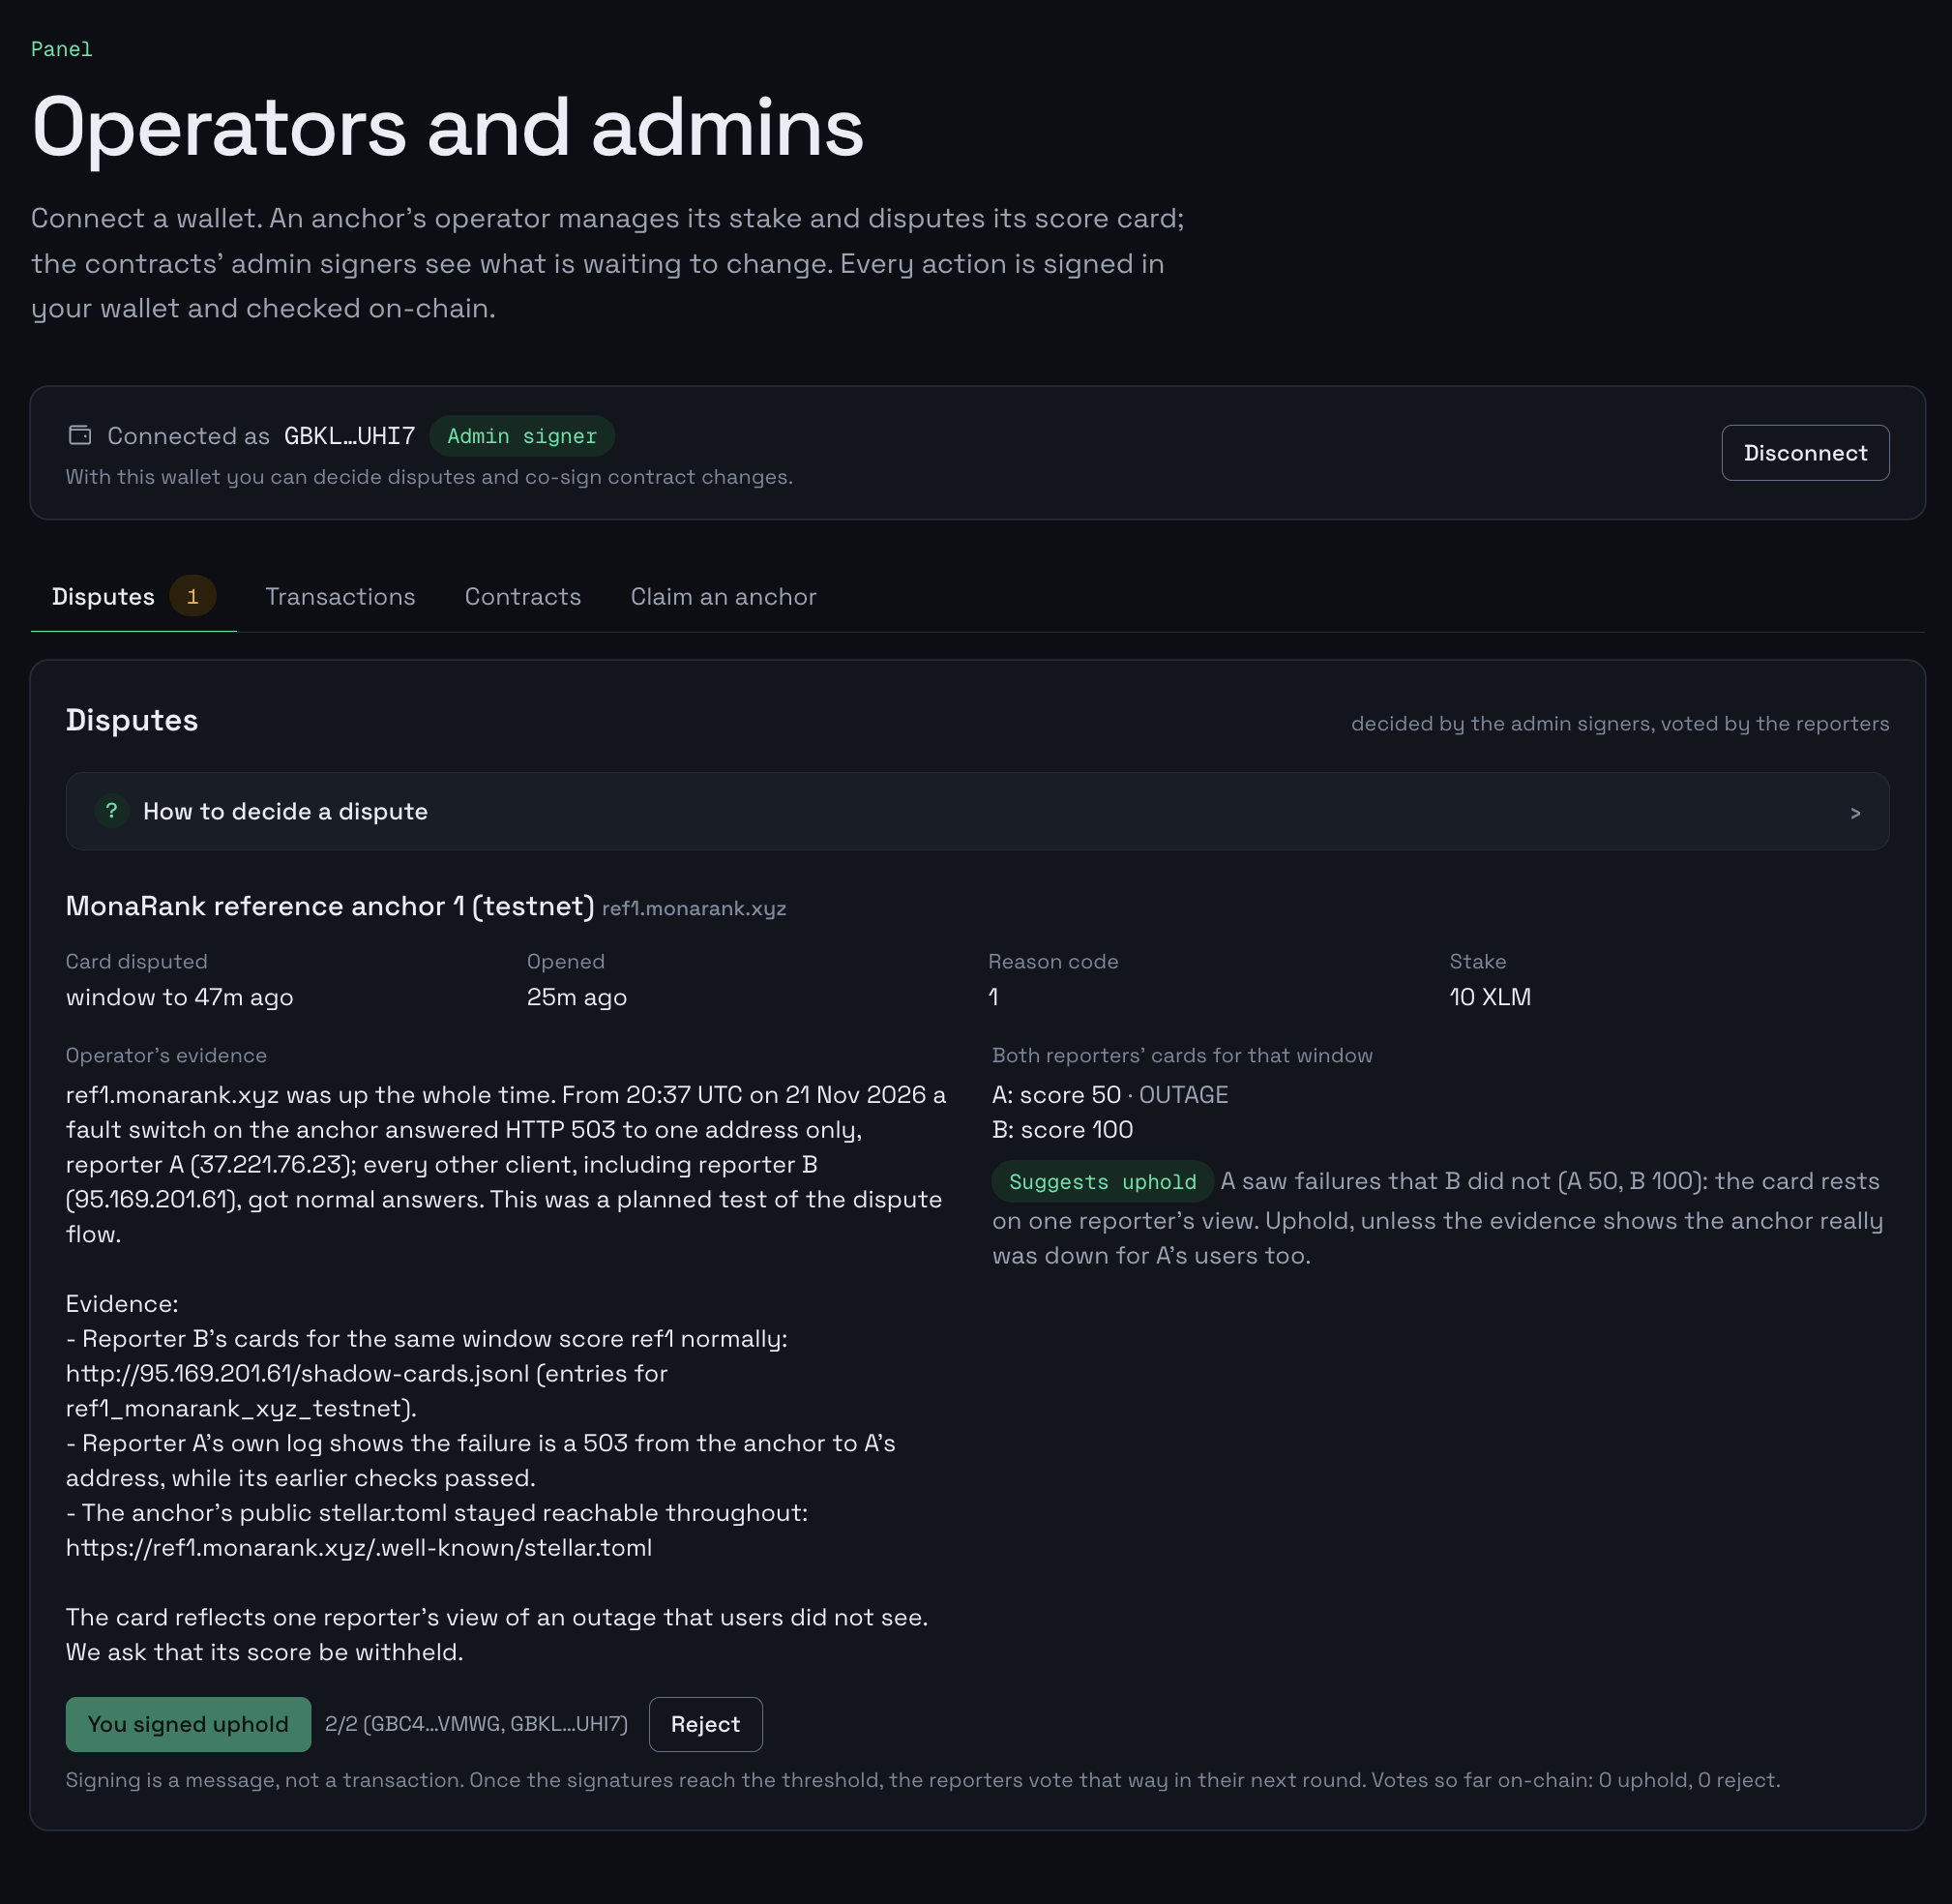 Panel
Operators and admins
Connect a wallet. An anchor's operator manages its stake and disputes its score card;
the contracts' admin signers see what is waiting to change. Every action is signed in
your wallet and checked on-chain.
Connected as GBKL…UHI7 Admin signer
With this wallet you can decide disputes and co-sign contract changes.
Disconnect
Disputes 1 Transactions Contracts Claim an anchor
Disputes
decided by the admin signers, voted by the reporters
? How to decide a dispute >
MonaRank reference anchor 1 (testnet) ref1.monarank.xyz
Card disputed Opened Reason code Stake
window to 47m ago 25m ago 1 10 XLM
Operator's evidence
ref1.monarank.xyz was up the whole time. From 20:37 UTC on 21 Nov 2026 a
fault switch on the anchor answered HTTP 503 to one address only,
reporter A (37.221.76.23); every other client, including reporter B
(95.169.201.61), got normal answers. This was a planned test of the dispute
flow.
Evidence:
- Reporter B's cards for the same window score ref1 normally:
http://95.169.201.61/shadow-cards.jsonl (entries for
ref1_monarank_xyz_testnet).
- Reporter A's own log shows the failure is a 503 from the anchor to A's
address, while its earlier checks passed.
- The anchor's public stellar.toml stayed reachable throughout:
https://ref1.monarank.xyz/.well-known/stellar.toml
The card reflects one reporter's view of an outage that users did not see.
We ask that its score be withheld.
Both reporters' cards for that window
A: score 50 · OUTAGE
B: score 100
Suggests uphold A saw failures that B did not (A 50, B 100): the card rests
on one reporter's view. Uphold, unless the evidence shows the anchor really
was down for A's users too.
You signed uphold 2/2 (GBC4…VMWG, GBKL…UHI7) Reject
Signing is a message, not a transaction. Once the signatures reach the threshold, the reporters vote that way in their next round. Votes so far on-chain: 0 uphold, 0 reject.